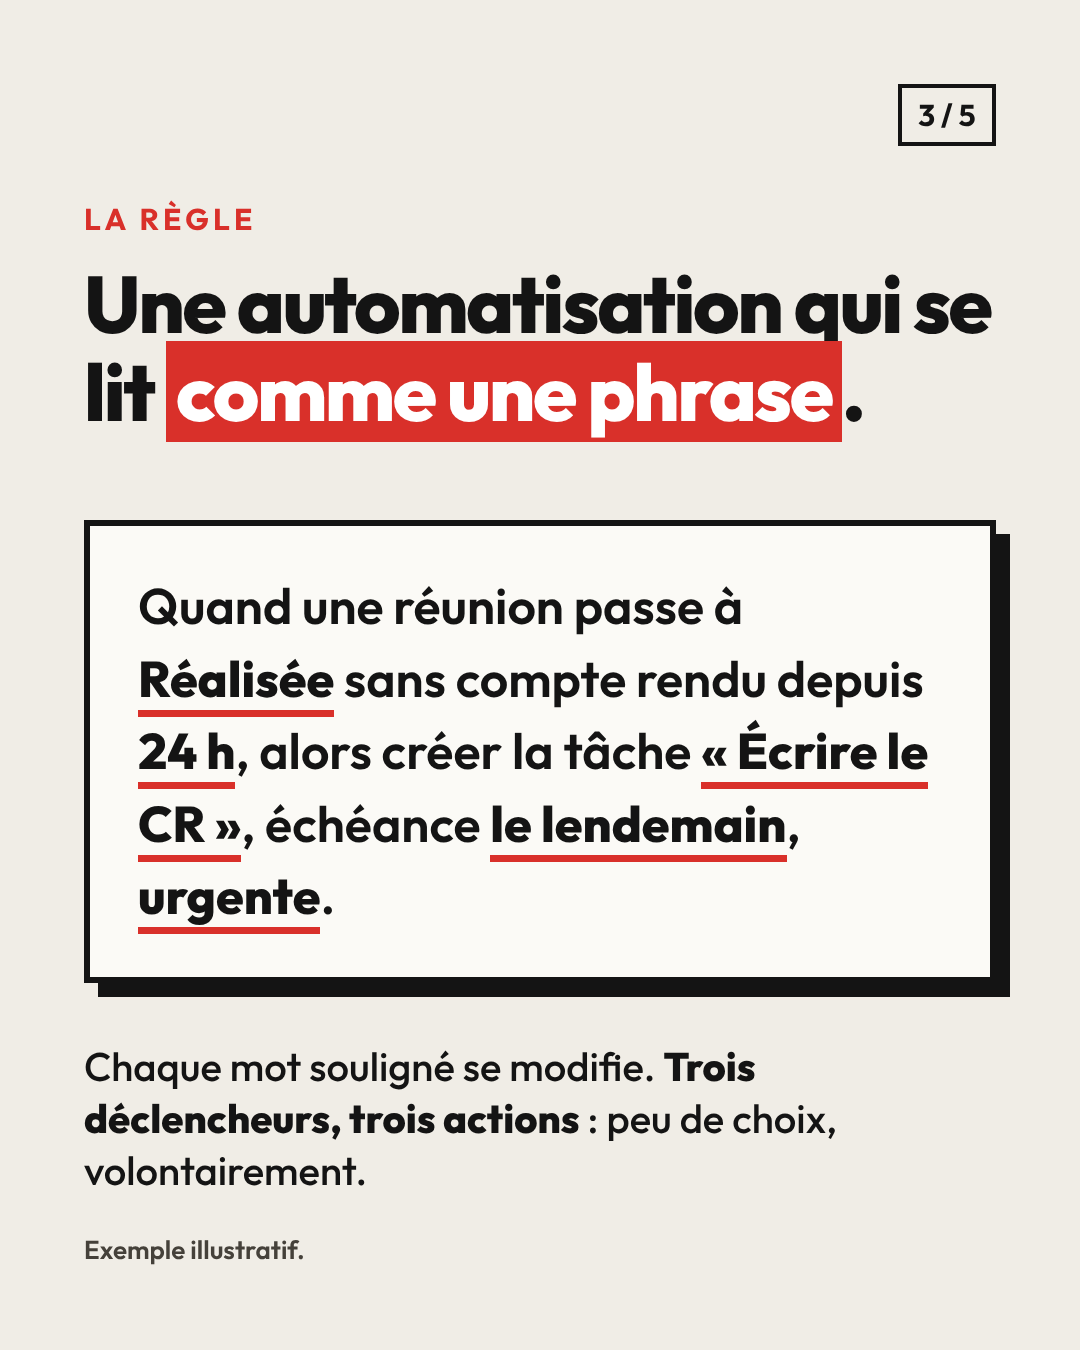 3 / 5
LA RÈGLE
Une automatisation qui se
lit comme une phrase.
Quand une réunion passe à
Réalisée sans compte rendu depuis
24 h, alors créer la tâche « Écrire le
CR », échéance le lendemain,
urgente.
Chaque mot souligné se modifie. Trois
déclencheurs, trois actions : peu de choix,
volontairement.
Exemple illustratif.